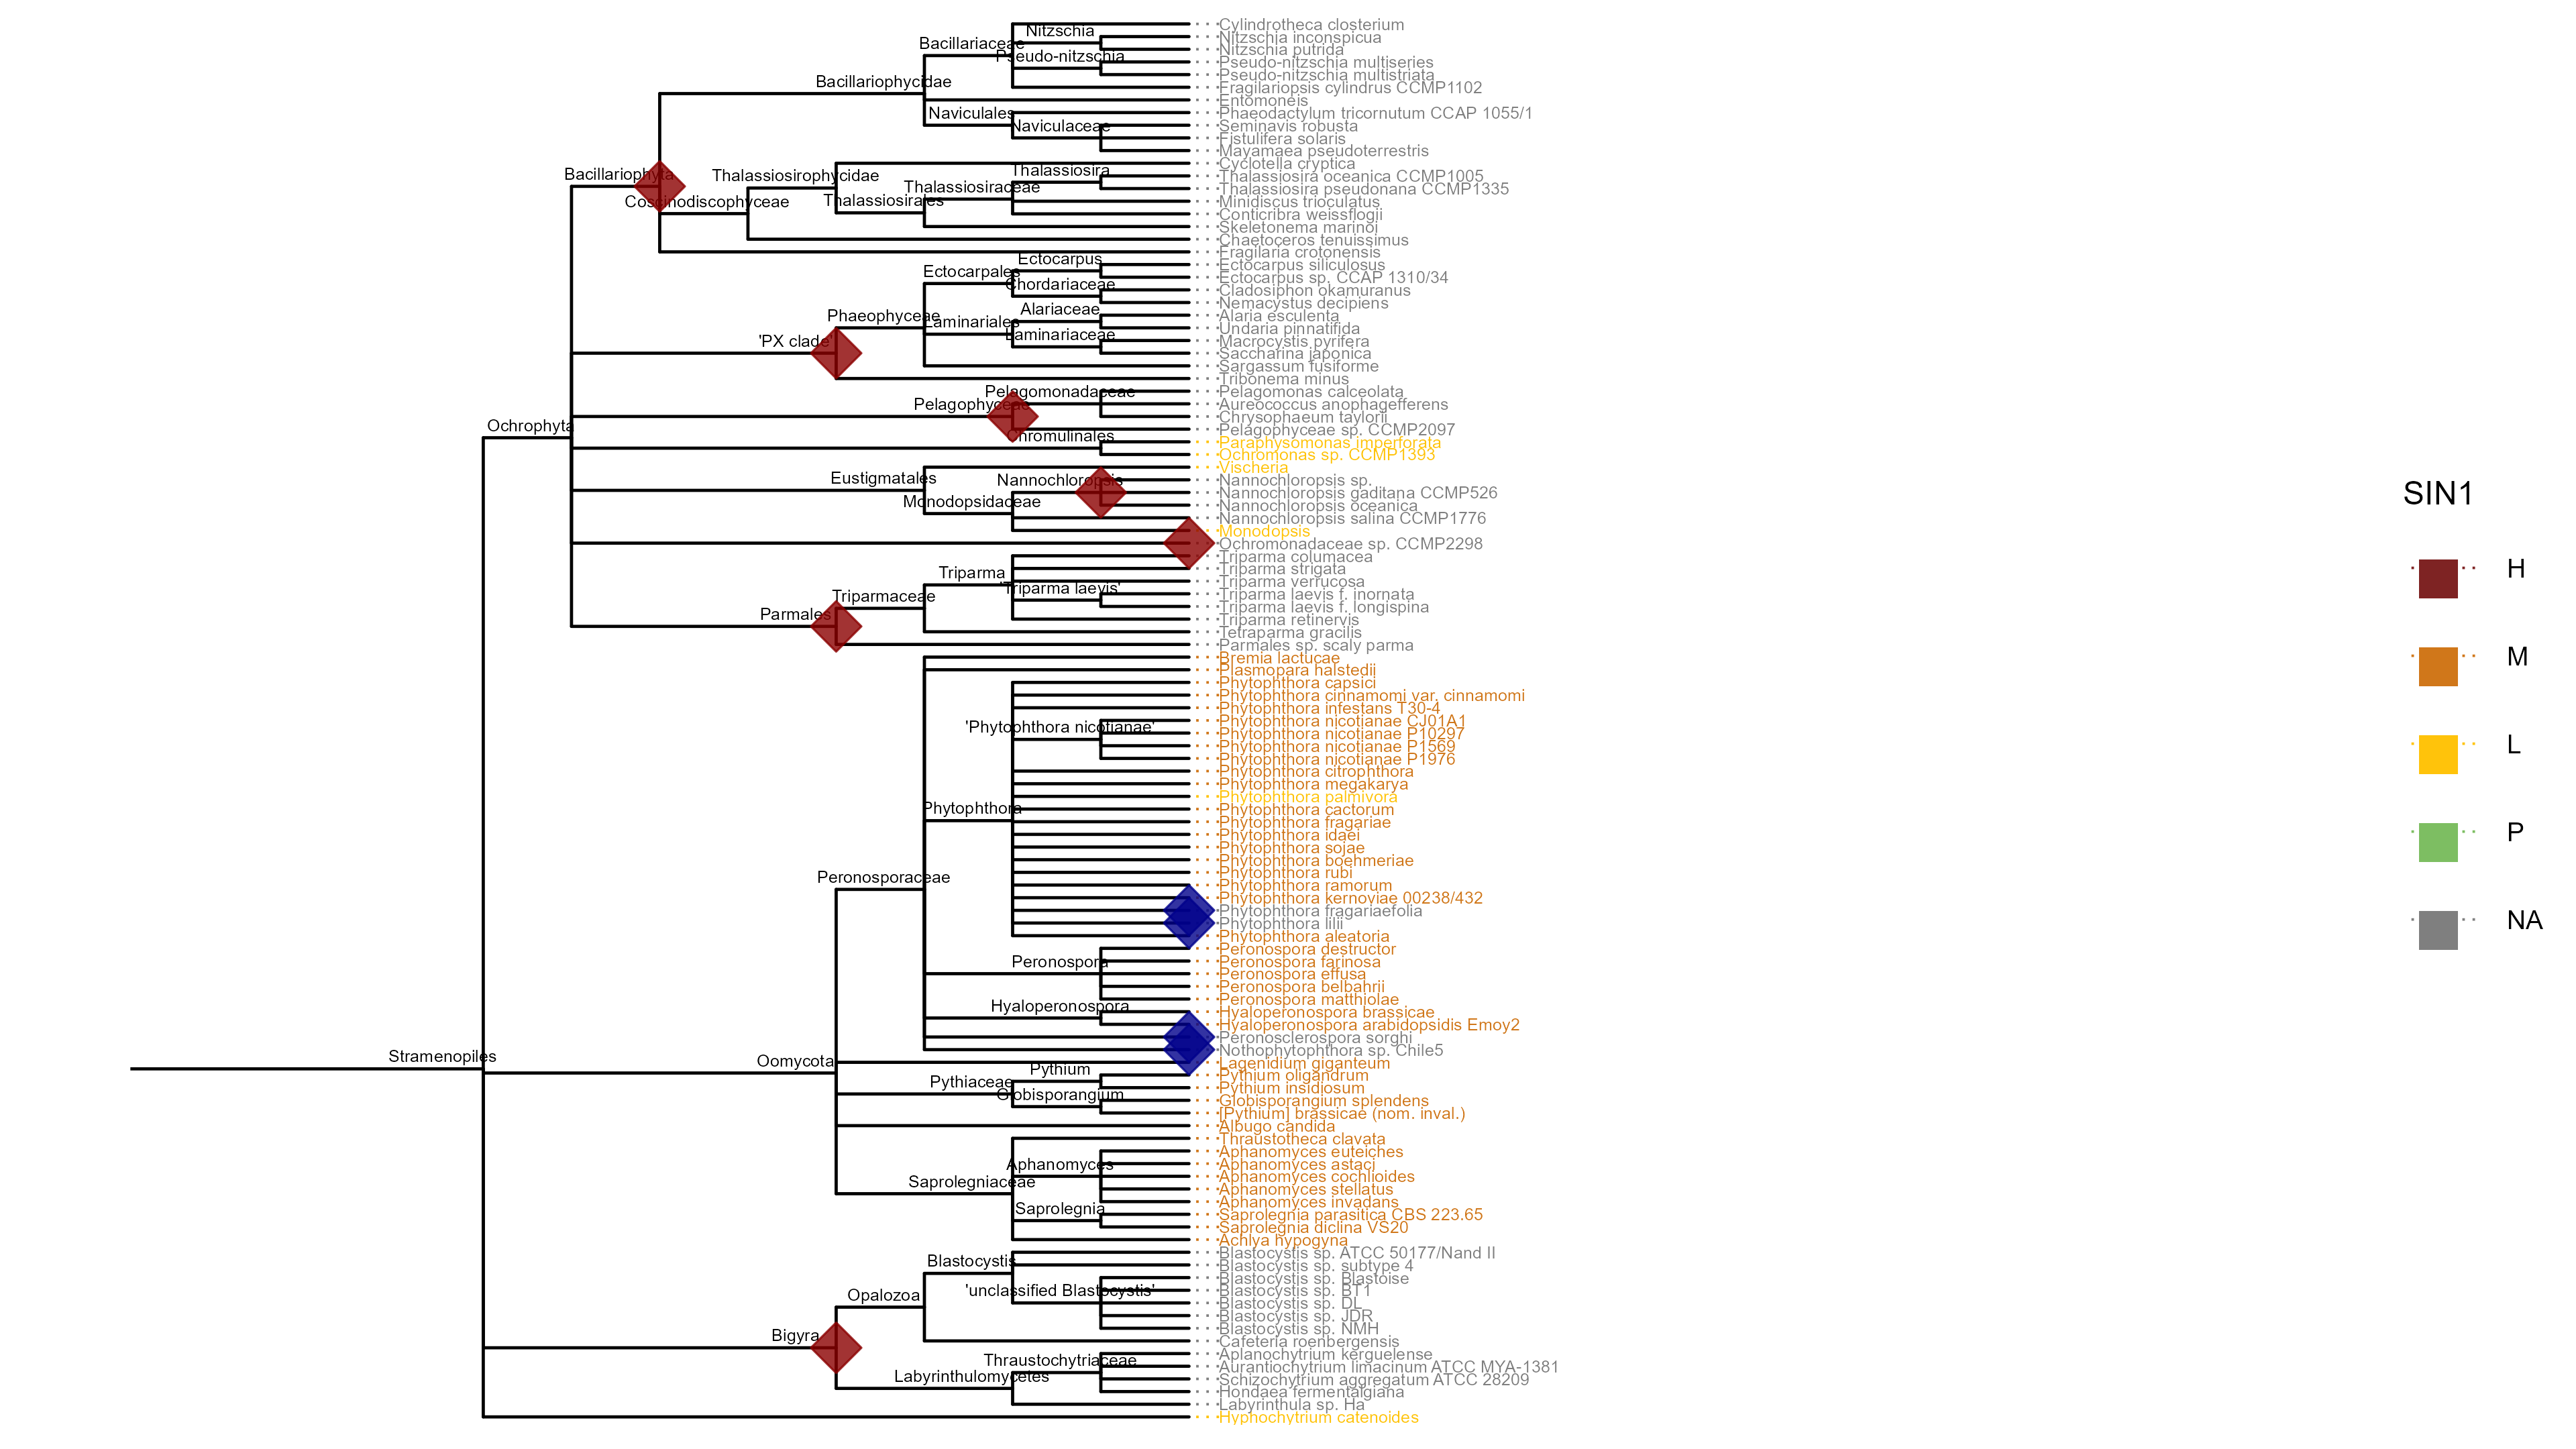 Cylindrotheca closterium
Nitzschia
Nitzschia inconspicua
Bacillariaceae
Nitzschia putrida
Pseudo-nitzschia
Pseudo-nitzschia multiseries
Pseudo-nitzschia multistriata
Bacillariophycidae
Fragilariopsis cylindrus CCMP1102
Entomoneis
Naviculales
Phaeodactylum tricornutum CCAP 1055/1
Naviculaceae
Seminavis robusta
Fistulifera solaris
Mayamaea pseudoterrestris
Cyclotella cryptica
Thalassiosira
Bacillariophyta
Thalassiosirophycidae
Thalassiosira oceanica CCMP1005
Thalassiosiraceae
Thalassiosira pseudonana CCMP1335
Coscinodiscophyceae
Thalassiosirales
Minidiscus trioculatus
Conticribra weissflogii
Skeletonema marinoi
Chaetoceros tenuissimus
Fragilaria crotonensis
Ectocarpus
Ectocarpus siliculosus
Ectocarpales
Ectocarpus sp. CCAP 1310/34
Chordariaceae
Cladosiphon okamuranus
Nemacystus decipiens
Alariaceae
Phaeophyceae
Alaria esculenta
Laminariales
Undaria pinnatifida
Laminariaceae
'PX clade'
Macrocystis pyrifera
Saccharina japonica
Sargassum fusiforme
Tribonema minus
Pelagomonadaceae
Pelagomonas calceolata
Pelagophyceae
Aureococcus anophagefferens
Chrysophaeum taylorii
Ochrophyta
Pelagophyceae sp. CCMP2097
Chromulinales
Paraphysomonas imperforata
Ochromonas sp. CCMP1393
Vischeria
Eustigmatales
Nannochloropsis
Nannochloropsis sp.
Nannochloropsis gaditana CCMP526
Monodopsidaceae
Nannochloropsis oceanica
Nannochloropsis salina CCMP1776
Monodopsis
Ochromonadaceae sp. CCMP2298
Triparma columacea
Triparma
Triparma strigata
Triparma verrucosa
'Triparma laevis'
Triparmaceae
Triparma laevis f. inornata
Triparma laevis f. longispina
Parmales
Triparma retinervis
Tetraparma gracilis
Parmales sp. scaly parma
Bremia lactucae
Plasmopara halstedii
Phytophthora capsici
Phytophthora cinnamomi var. cinnamomi
Phytophthora infestans T30-4
'Phytophthora nicotianae'
Phytophthora nicotianae CJ01A1
Phytophthora nicotianae P10297
Phytophthora nicotianae P1569
Phytophthora nicotianae P1976
Phytophthora citrophthora
Phytophthora megakarya
Phytophthora palmivora
Phytophthora
Phytophthora cactorum
Phytophthora fragariae
Phytophthora idaei
Phytophthora sojae
Phytophthora boehmeriae
Peronosporaceae
Phytophthora rubi
Phytophthora ramorum
Phytophthora kernoviae 00238/432
Phytophthora fragariaefolia
Phytophthora lilii
Phytophthora aleatoria
Peronospora destructor
Peronospora
Peronospora farinosa
Peronospora effusa
Peronospora belbahrii
Peronospora matthiolae
Hyaloperonospora
Hyaloperonospora brassicae
Hyaloperonospora arabidopsidis Emoy2
Peronosclerospora sorghi
Stramenopiles
Nothophytophthora sp. Chile5
Oomycota
Lagenidium giganteum
Pythium
Pythiaceae
Pythium oligandrum
Pythium insidiosum
Globisporangium
Globisporangium splendens
[Pythium] brassicae (nom. inval.)
Albugo candida
Thraustotheca clavata
Aphanomyces euteiches
Aphanomyces
Aphanomyces astaci
Saprolegniaceae
Aphanomyces cochlioides
Aphanomyces stellatus
Saprolegnia
Aphanomyces invadans
Saprolegnia parasitica CBS 223.65
Saprolegnia diclina VS20
Achlya hypogyna
Blastocystis
Blastocystis sp. ATCC 50177/Nand II
Blastocystis sp. subtype 4
Blastocystis sp. Blastoise
Opalozoa
'unclassified Blastocystis'
Blastocystis sp. BT1
Blastocystis sp. DL
Blastocystis sp. JDR
Blastocystis sp. NMH
Bigyra
Cafeteria roenbergensis
Thraustochytriaceae
Aplanochytrium kerguelense
Aurantiochytrium limacinum ATCC MYA-1381
Labyrinthulomycetes
Schizochytrium aggregatum ATCC 28209
Hondaea fermentalgiana
Labyrinthula sp. Ha
Hyphochytrium catenoides
SIN1
H
M
L
P
NA